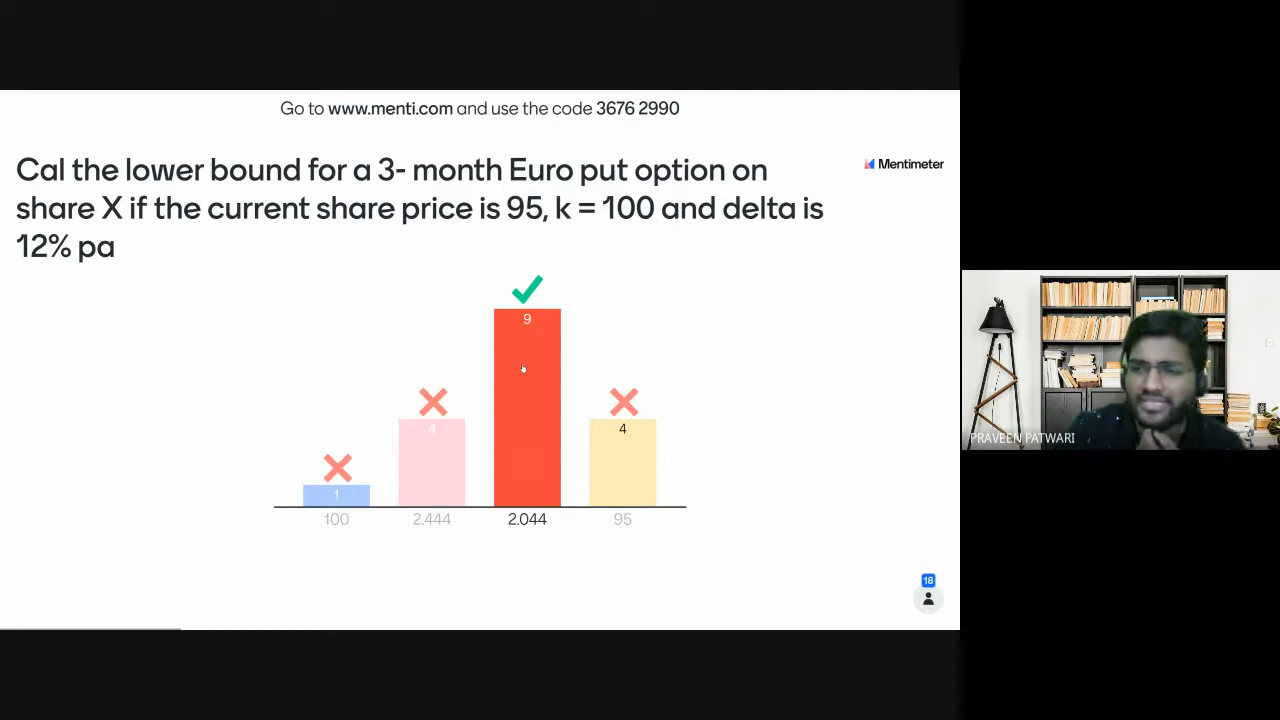 Go to www.menti.com and use the code 3676 2990
Cal the lower bound for a 3- month Euro put option on
share X if the current share price is 95, k = 100 and delta is
12% pa
Mentimeter
9
4
4
1
100
2.444
2.044
95
18
PRAVEEN PATWARI